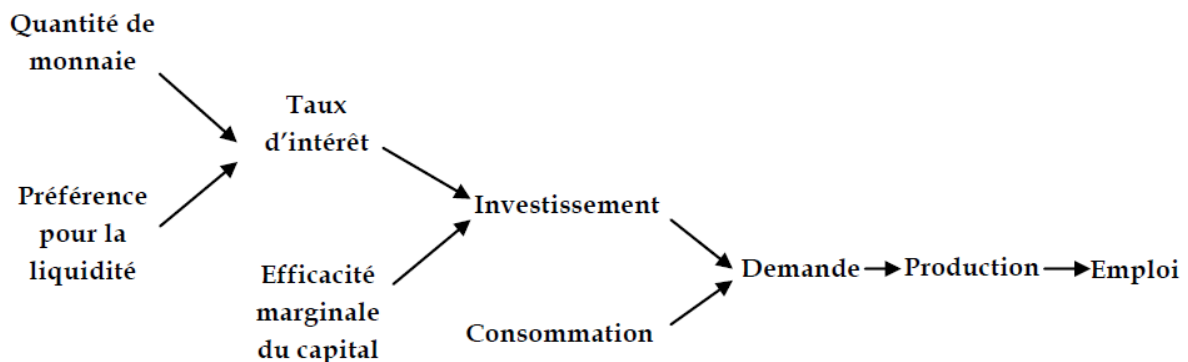 Quantité de
monnaie
Taux
d’intérêt
Préférence
pour la
liquidité
Investissement
Efficacité
marginale
du capital
Consommation
Demande
Production
Emploi